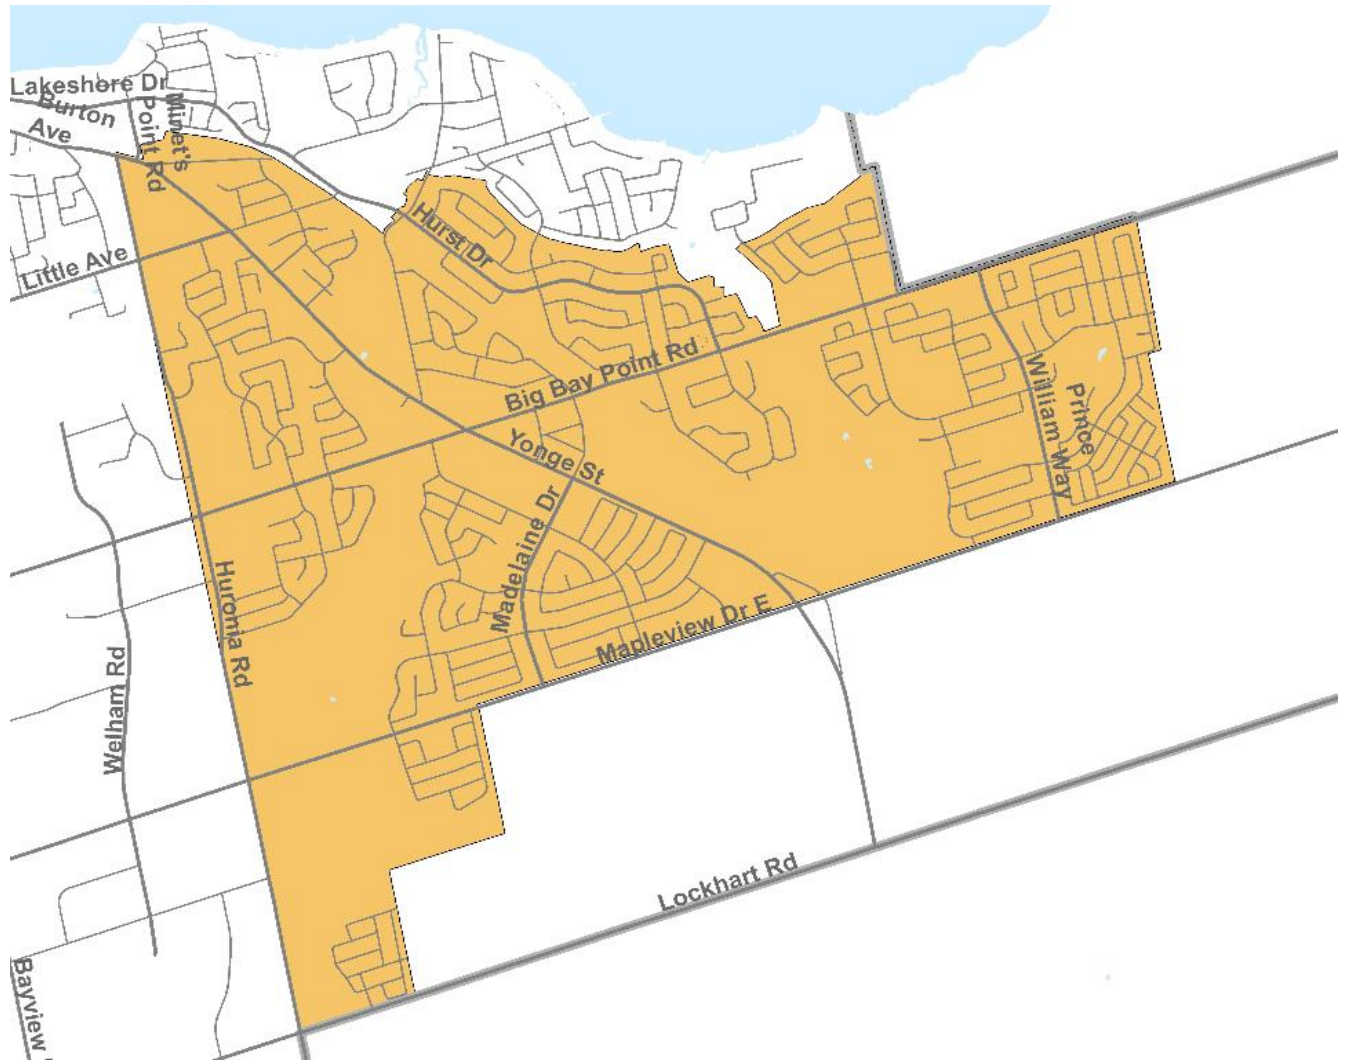 Lakeshore Dr
Burton
Ave
Minet's
Point Rd
Little Ave
Hurst Dr
Big Bay Point Rd
Yonge St
Prince
William Way
Madelaine Dr
Huronia Rd
Mapleview Dr E
Welham Rd
Lockhart Rd
Bayview